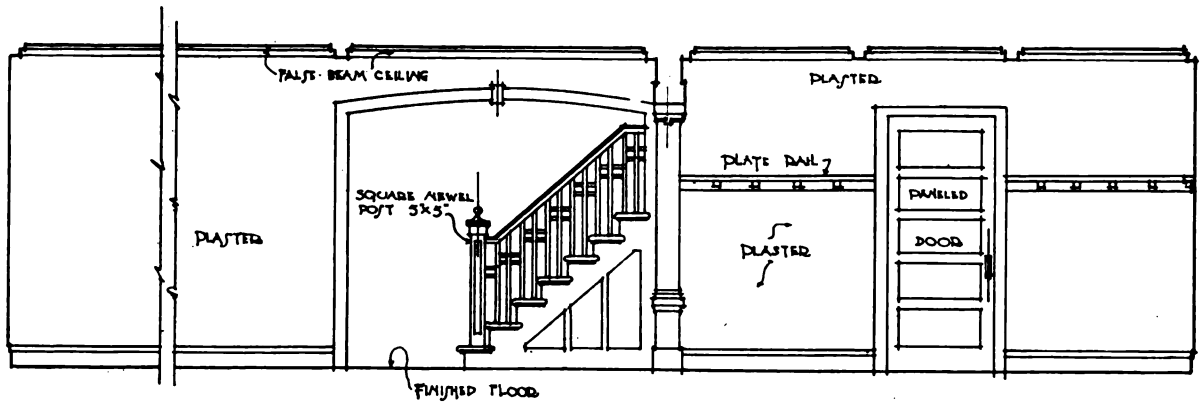 FALSE BEAM CEILING
PLASTER
PLATE RAIL
SQUARE NEWEL
POST 5"X5"
PANELED
PLASTER
DOOR
PLASTER
FINISHED FLOOR